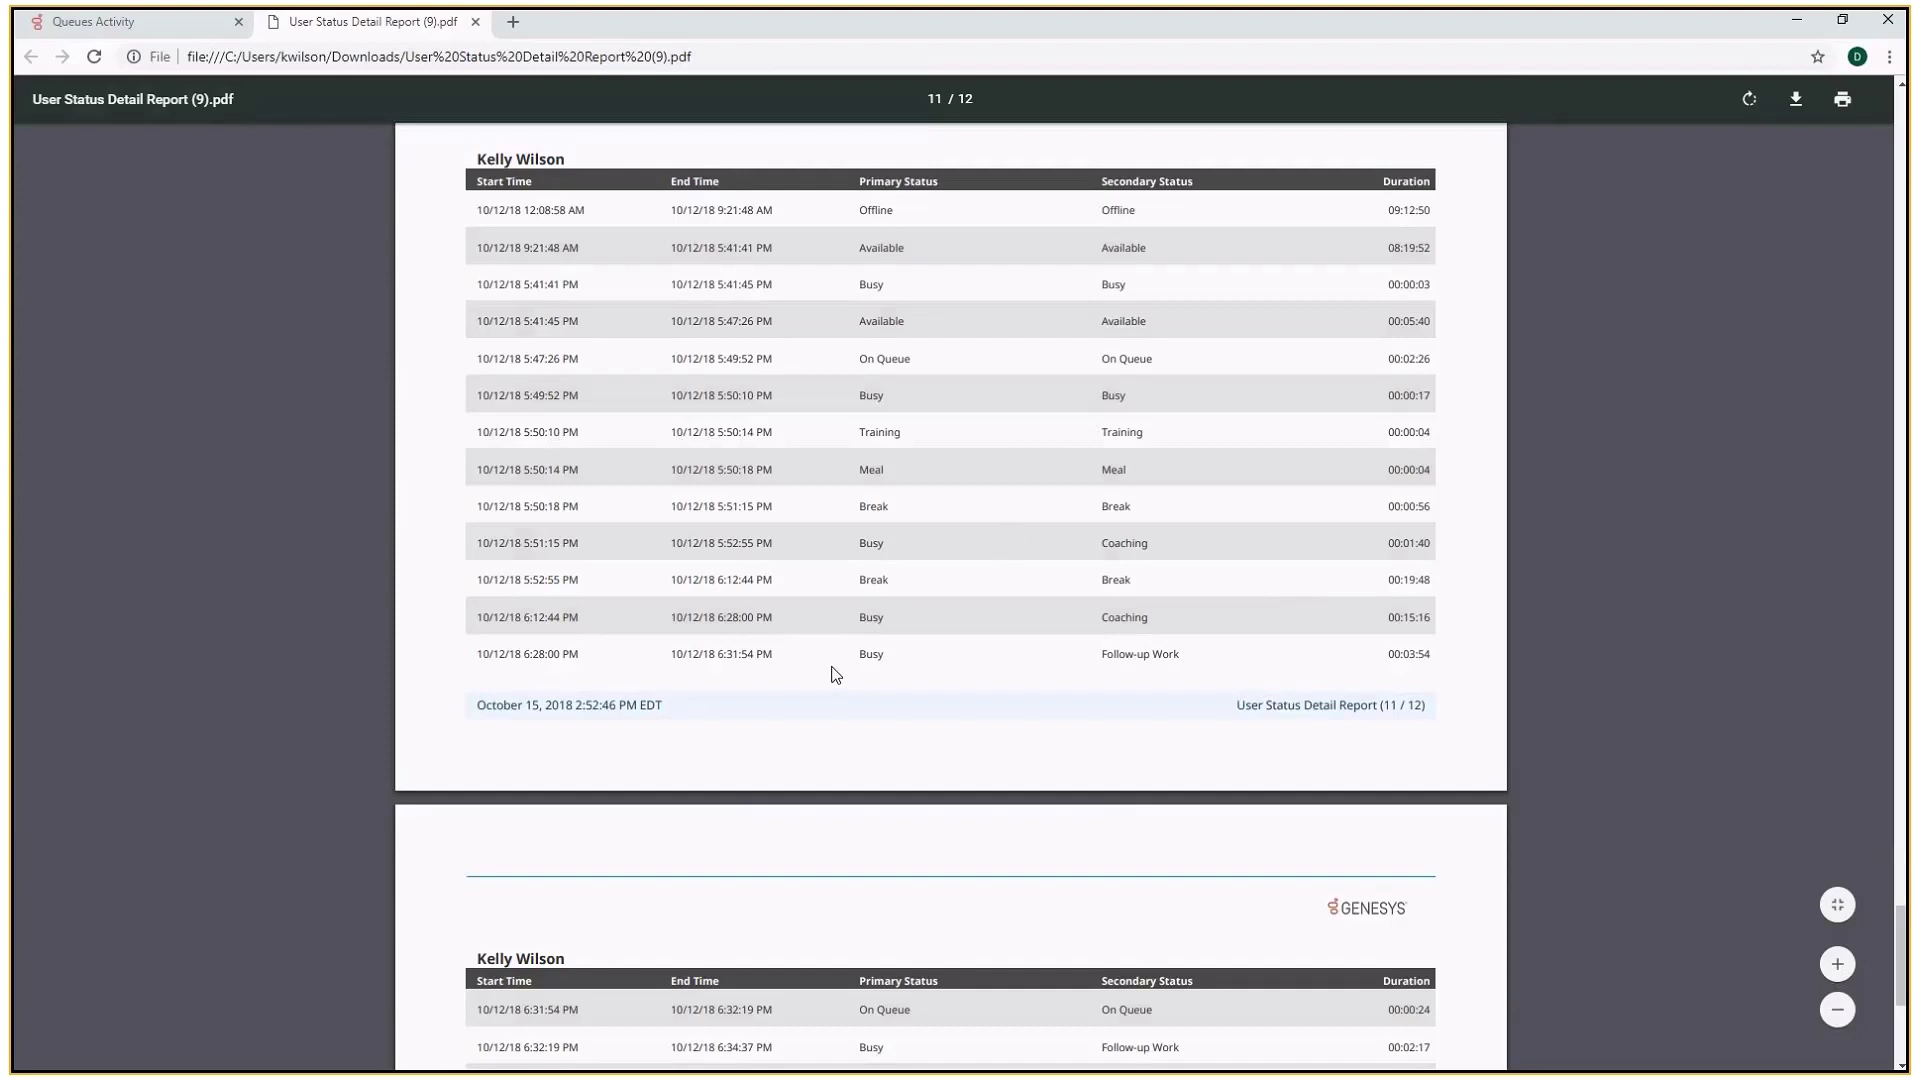 Queues Activity
User Status Detail Report (9).pdf
File
file:///C:/Users/kwilson/Downloads/User%20Status%20Detail%20Report%20(9).pdf
D
User Status Detail Report (9).pdf
11 / 12
Kelly Wilson
Start Time End Time Primary Status Secondary Status Duration
10/12/18 12:08:58 AM 10/12/18 9:21:48 AM Offline Offline 09:12:50
10/12/18 9:21:48 AM 10/12/18 5:41:41 PM Available Available 08:19:52
10/12/18 5:41:41 PM 10/12/18 5:41:45 PM Busy Busy 00:00:03
10/12/18 5:41:45 PM 10/12/18 5:47:26 PM Available Available 00:05:40
10/12/18 5:47:26 PM 10/12/18 5:49:52 PM On Queue On Queue 00:02:26
10/12/18 5:49:52 PM 10/12/18 5:50:10 PM Busy Busy 00:00:17
10/12/18 5:50:10 PM 10/12/18 5:50:14 PM Training Training 00:00:04
10/12/18 5:50:14 PM 10/12/18 5:50:18 PM Meal Meal 00:00:04
10/12/18 5:50:18 PM 10/12/18 5:51:15 PM Break Break 00:00:56
10/12/18 5:51:15 PM 10/12/18 5:52:55 PM Busy Coaching 00:01:40
10/12/18 5:52:55 PM 10/12/18 6:12:44 PM Break Break 00:19:48
10/12/18 6:12:44 PM 10/12/18 6:28:00 PM Busy Coaching 00:15:16
10/12/18 6:28:00 PM 10/12/18 6:31:54 PM Busy Follow-up Work 00:03:54
October 15, 2018 2:52:46 PM EDT User Status Detail Report (11 / 12)
GENESYS
Kelly Wilson
Start Time End Time Primary Status Secondary Status Duration
10/12/18 6:31:54 PM 10/12/18 6:32:19 PM On Queue On Queue 00:00:24
10/12/18 6:32:19 PM 10/12/18 6:34:37 PM Busy Follow-up Work 00:02:17